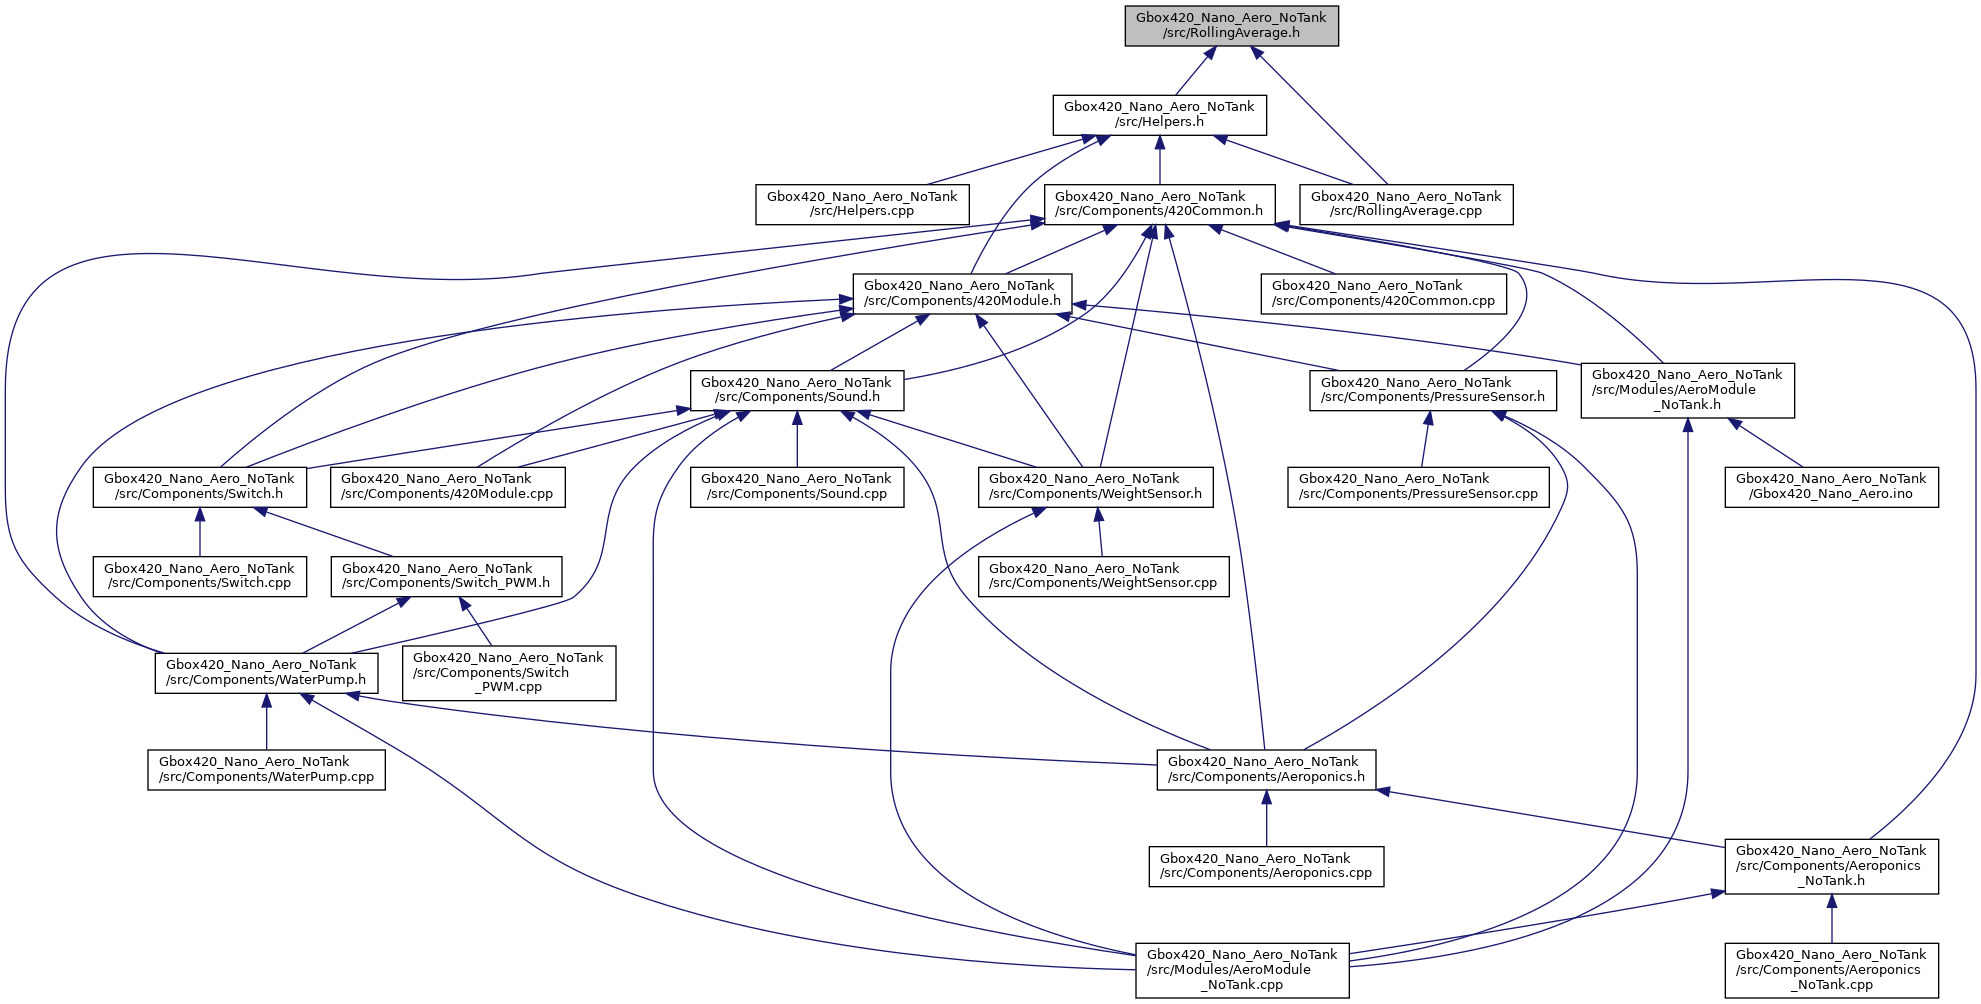 Gbox420_Nano_Aero_NoTank
/src/RollingAverage.h
Gbox420_Nano_Aero_NoTank
/src/Helpers.h
Gbox420_Nano_Aero_NoTank
/src/Helpers.cpp
Gbox420_Nano_Aero_NoTank
/src/Components/420Common.h
Gbox420_Nano_Aero_NoTank
/src/RollingAverage.cpp
Gbox420_Nano_Aero_NoTank
/src/Components/420Module.h
Gbox420_Nano_Aero_NoTank
/src/Components/420Common.cpp
Gbox420_Nano_Aero_NoTank
/src/Components/Sound.h
Gbox420_Nano_Aero_NoTank
/src/Components/PressureSensor.h
Gbox420_Nano_Aero_NoTank
/src/Modules/AeroModule
_NoTank.h
Gbox420_Nano_Aero_NoTank
/src/Components/Switch.h
Gbox420_Nano_Aero_NoTank
/src/Components/420Module.cpp
Gbox420_Nano_Aero_NoTank
/src/Components/Sound.cpp
Gbox420_Nano_Aero_NoTank
/src/Components/WeightSensor.h
Gbox420_Nano_Aero_NoTank
/src/Components/PressureSensor.cpp
Gbox420_Nano_Aero_NoTank
/Gbox420_Nano_Aero.ino
Gbox420_Nano_Aero_NoTank
/src/Components/Switch.cpp
Gbox420_Nano_Aero_NoTank
/src/Components/Switch_PWM.h
Gbox420_Nano_Aero_NoTank
/src/Components/WeightSensor.cpp
Gbox420_Nano_Aero_NoTank
/src/Components/WaterPump.h
Gbox420_Nano_Aero_NoTank
/src/Components/Switch
_PWM.cpp
Gbox420_Nano_Aero_NoTank
/src/Components/WaterPump.cpp
Gbox420_Nano_Aero_NoTank
/src/Components/Aeroponics.h
Gbox420_Nano_Aero_NoTank
/src/Components/Aeroponics.cpp
Gbox420_Nano_Aero_NoTank
/src/Components/Aeroponics
_NoTank.h
Gbox420_Nano_Aero_NoTank
/src/Modules/AeroModule
_NoTank.cpp
Gbox420_Nano_Aero_NoTank
/src/Components/Aeroponics
_NoTank.cpp